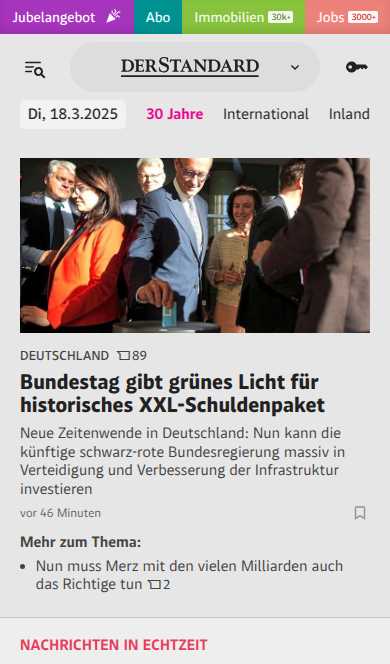 Jubelangebot Abo Immobilien 30k+ Jobs 3000+
DERSTANDARD
Di, 18.3.2025 30 Jahre International Inland
DEUTSCHLAND 89
Bundestag gibt grünes Licht für
historisches XXL-Schuldenpaket
Neue Zeitenwende in Deutschland: Nun kann die
künftige schwarz-rote Bundesregierung massiv in
Verteidigung und Verbesserung der Infrastruktur
investieren
vor 46 Minuten
Mehr zum Thema:
• Nun muss Merz mit den vielen Milliarden auch
das Richtige tun 2
NACHRICHTEN IN ECHTZEIT